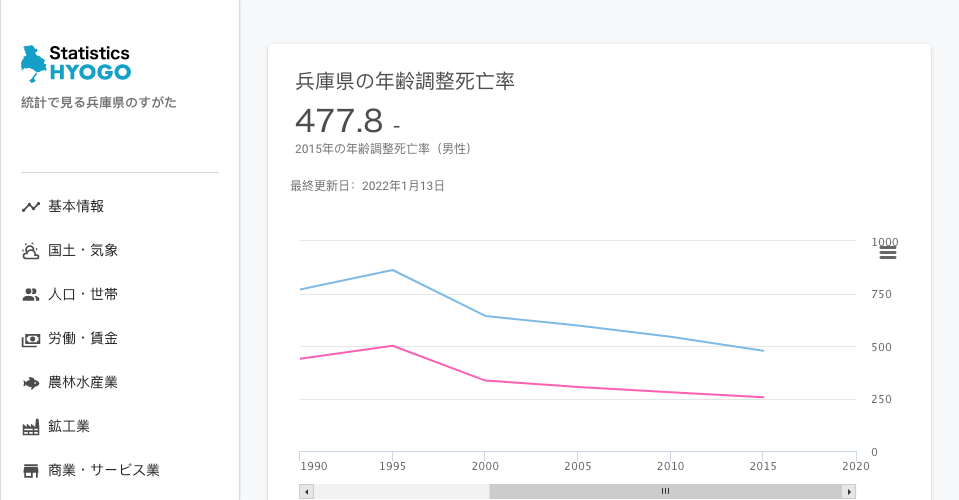 Statistics
HYOGO
統計で見る兵庫県のすがた
基本情報
国土・気象
人口・世帯
労働・賃金
農林水産業
鉱工業
商業・サービス業
兵庫県の年齢調整死亡率
477.8 -
2015年の年齢調整死亡率（男性）
最終更新日：2022年1月13日
1000
750
500
250
0
1990 1995 2000 2005 2010 2015 2020